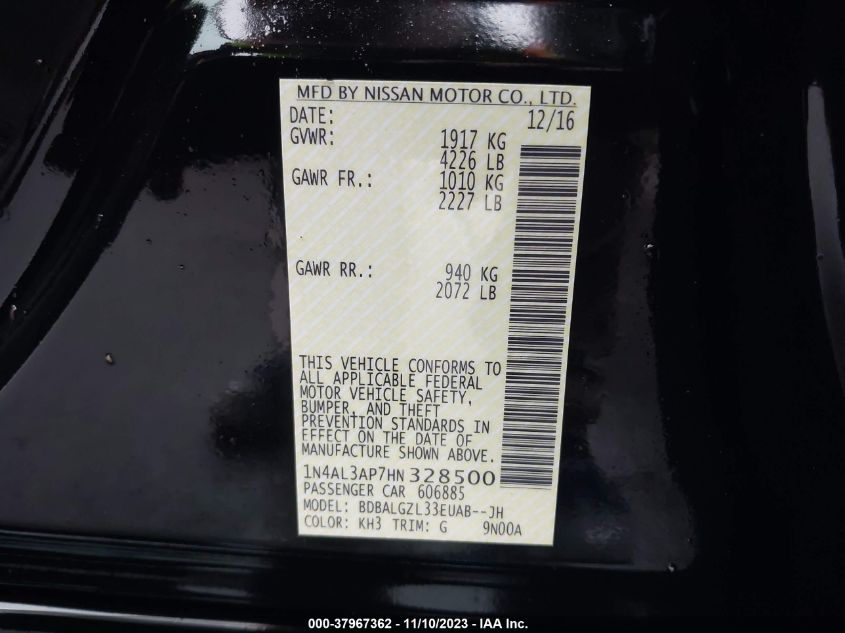 MFD BY NISSAN MOTOR CO., LTD.
DATE: 12/16
GVWR: 1917 KG
4226 LB
GAWR FR.: 1010 KG
2227 LB
GAWR RR.: 940 KG
2072 LB
THIS VEHICLE CONFORMS TO
ALL APPLICABLE FEDERAL
MOTOR VEHICLE SAFETY,
BUMPER, AND THEFT
PREVENTION STANDARDS IN
EFFECT ON THE DATE OF
MANUFACTURE SHOWN ABOVE.
1N4AL3AP7HN328500
PASSENGER CAR 606885
MODEL: BDBALGZL33EUAB--JH
COLOR: KH3 TRIM: G 9N00A
000-37967362 - 11/10/2023 - IAA Inc.